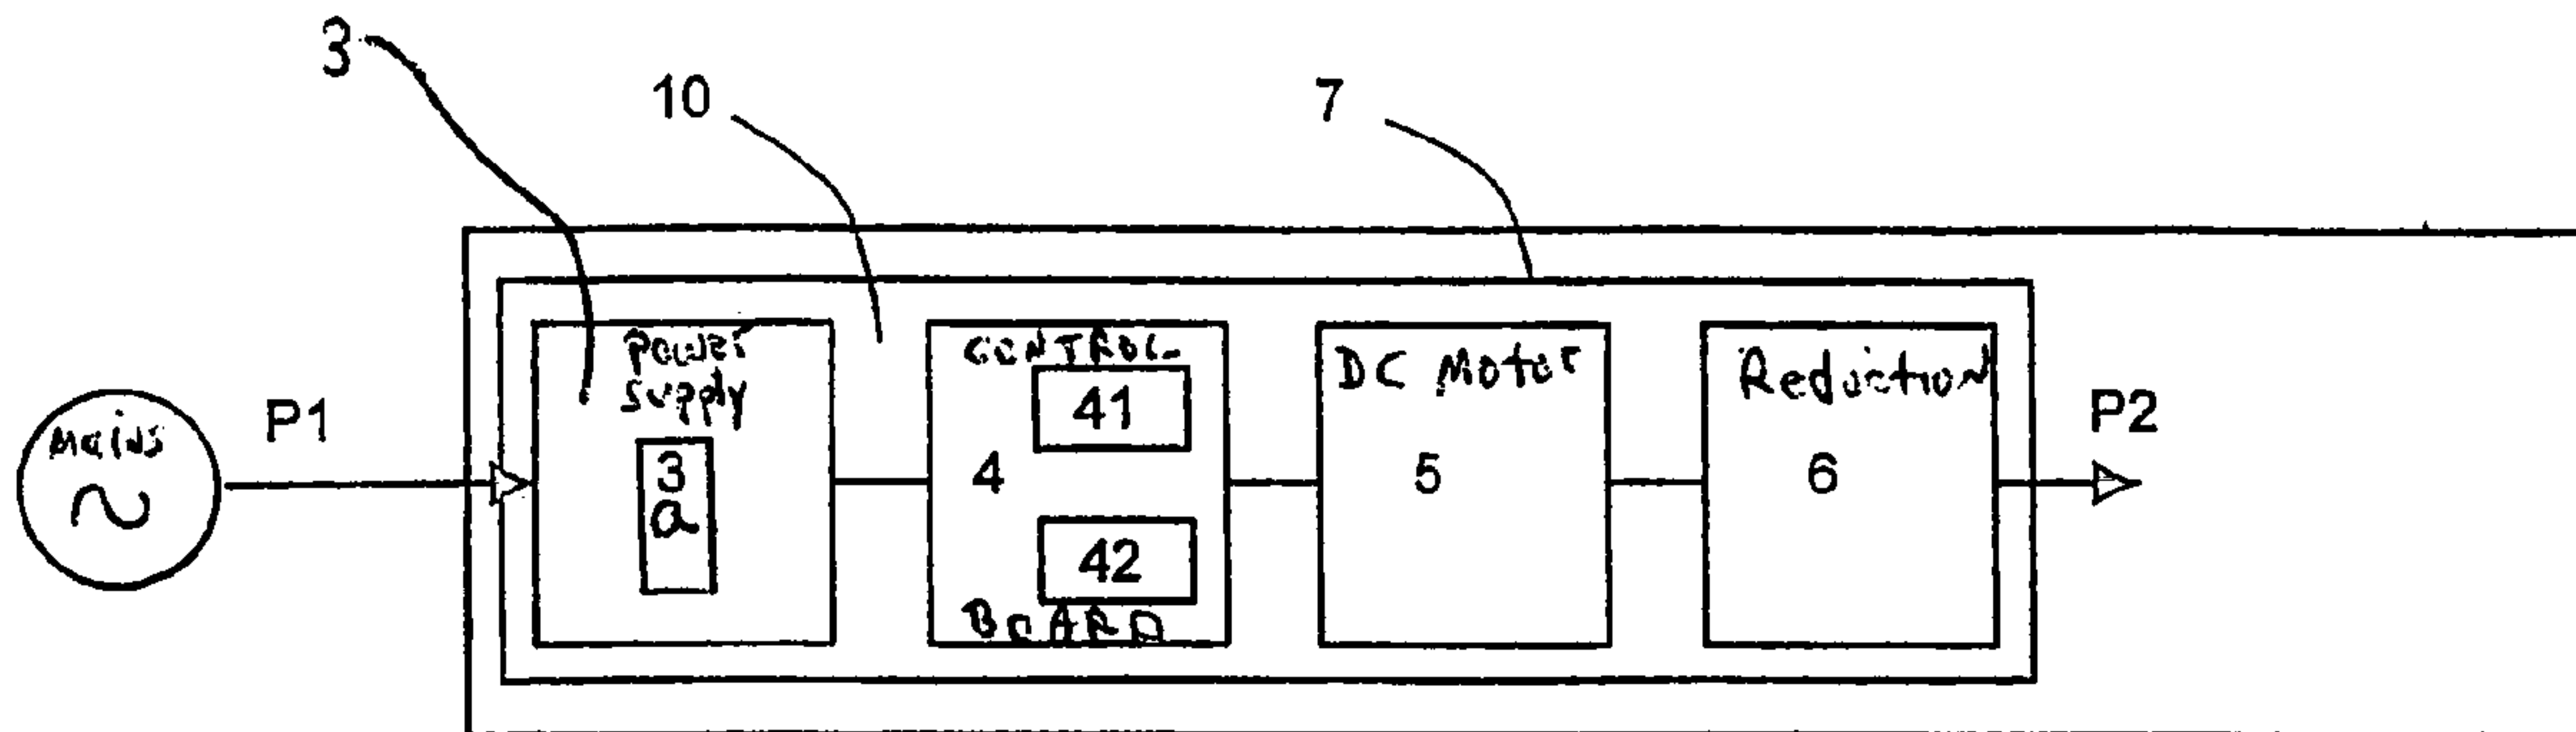 3
10
7
Mains
~
P1
Power
supply
3
a
CONTROL
41
4
42
BOARD
DC Motor
5
Reduction
6
P2